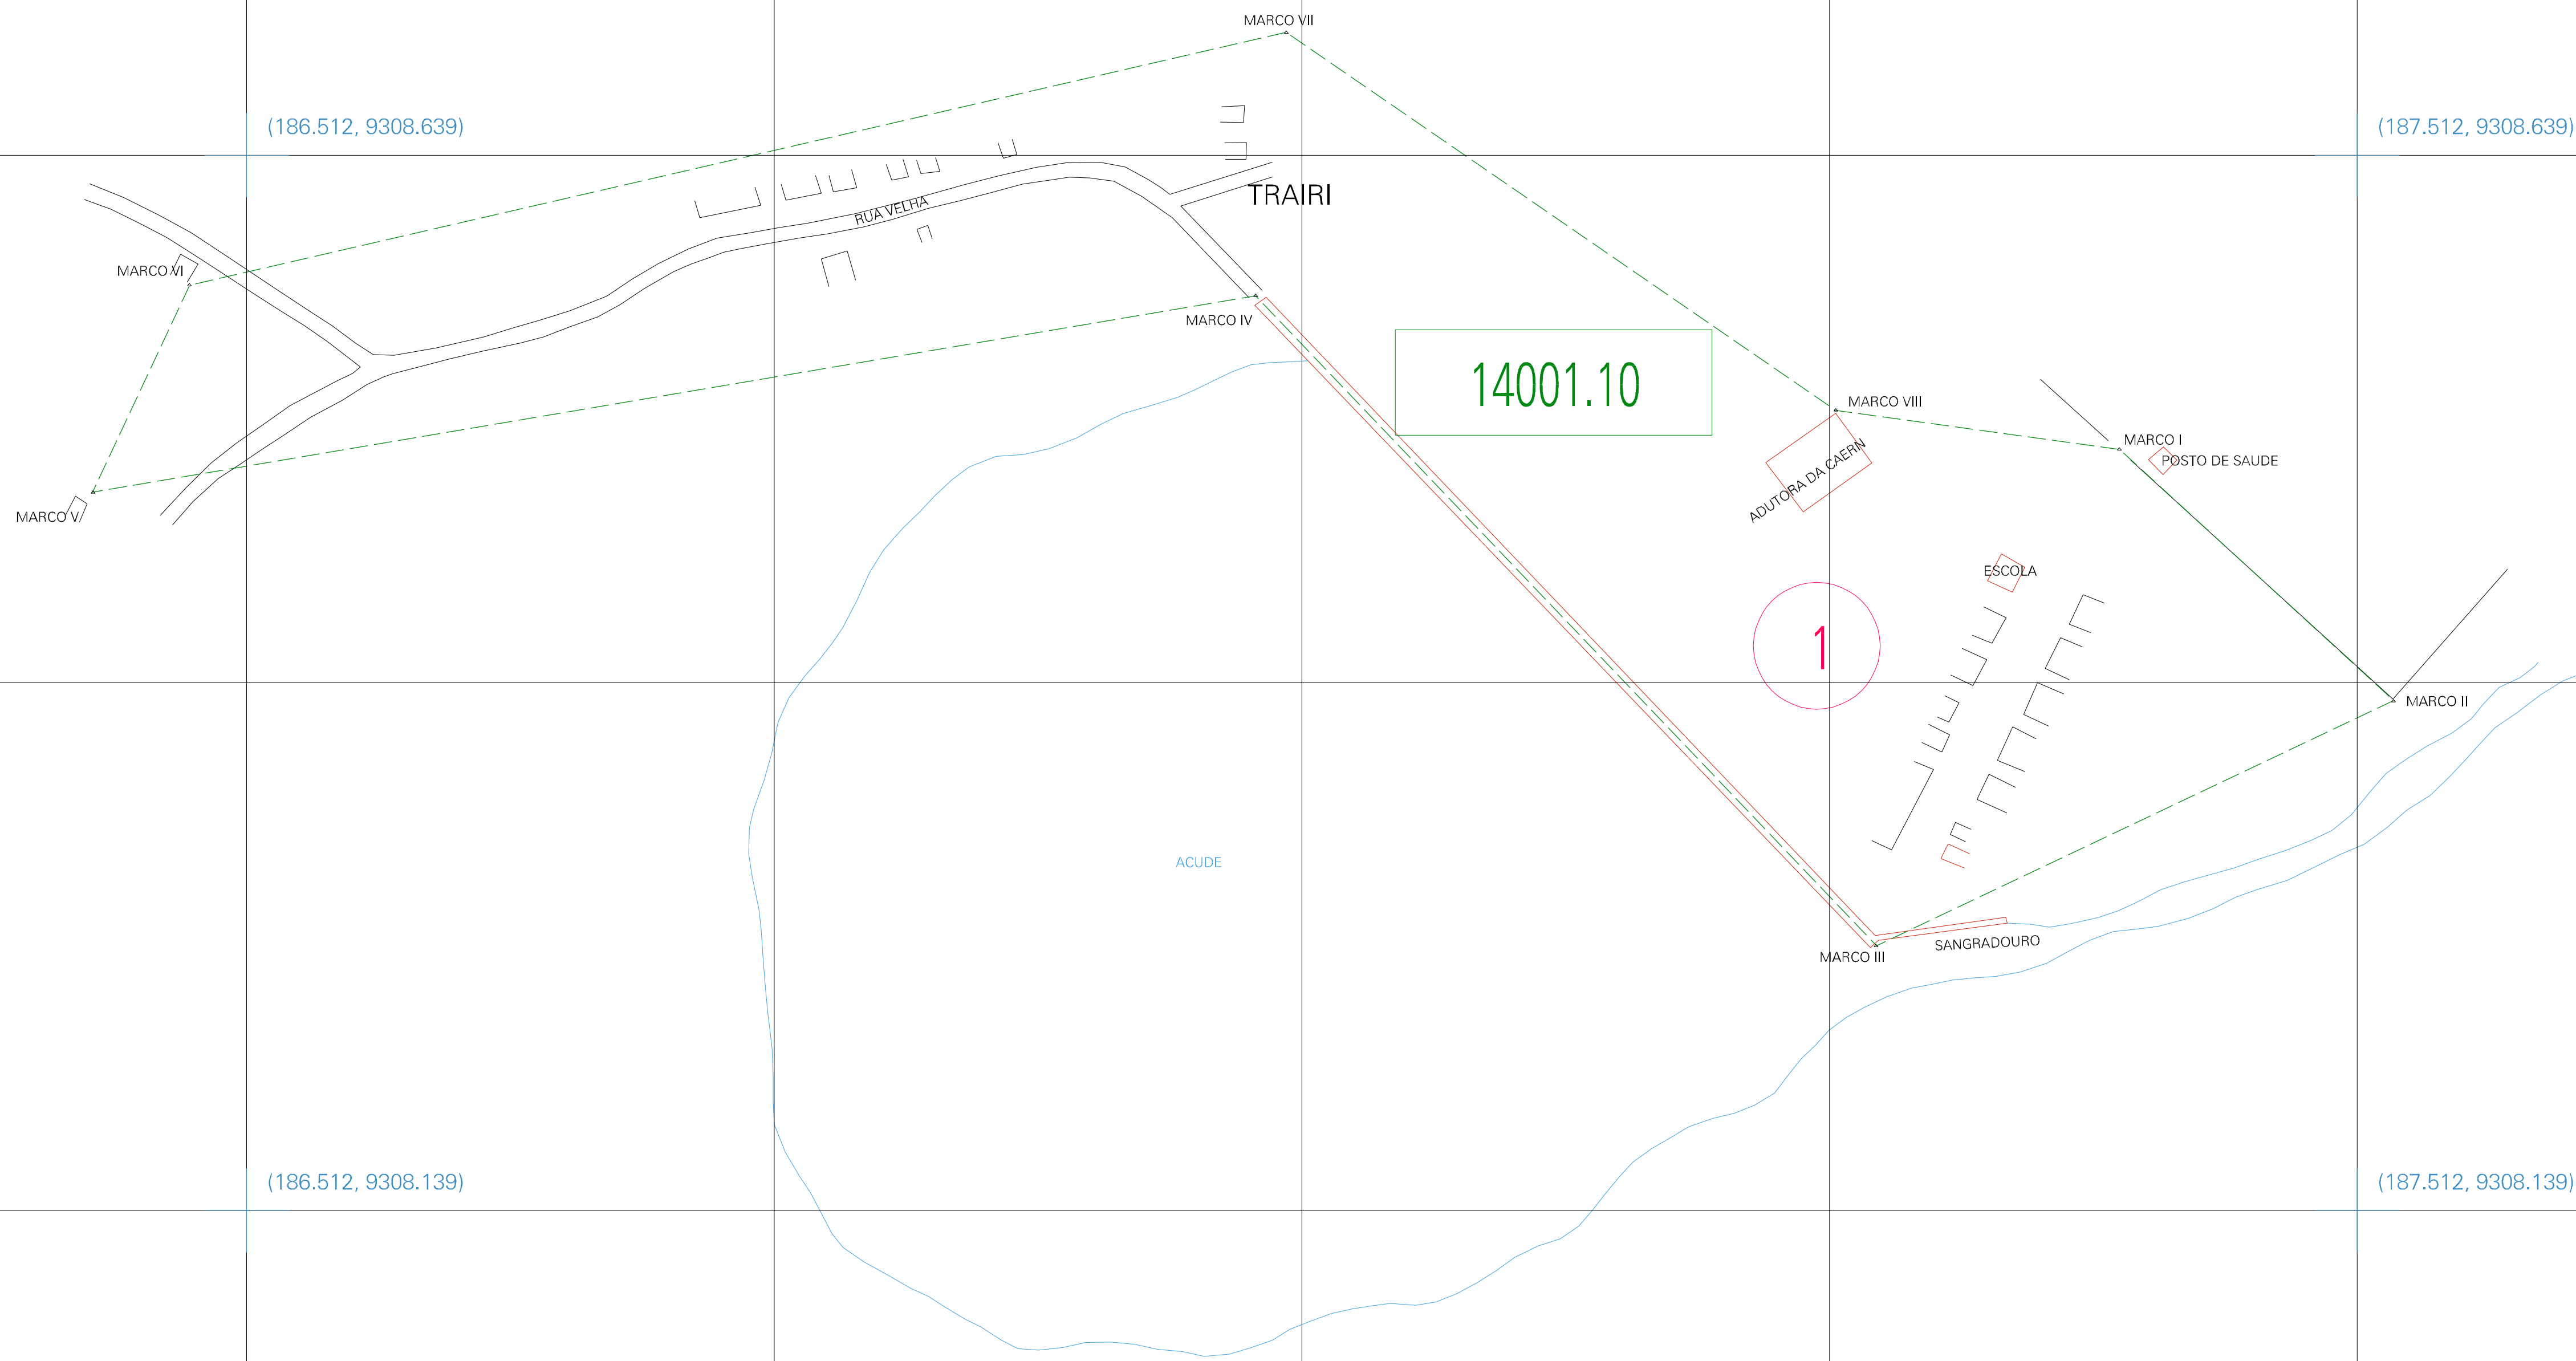 MARCO VII
(186.512, 9308.639)
(187.512, 9308.639)
TRAIRI
RUA VELHA
MARCO VI
MARCO IV
14001.10
MARCO VIII
MARCO I
POSTO DE SAUDE
ADUTORA DA CAERN
MARCO V
ESCOLA
1
MARCO II
ACUDE
SANGRADOURO
MARCO III
(186.512, 9308.139)
(187.512, 9308.139)